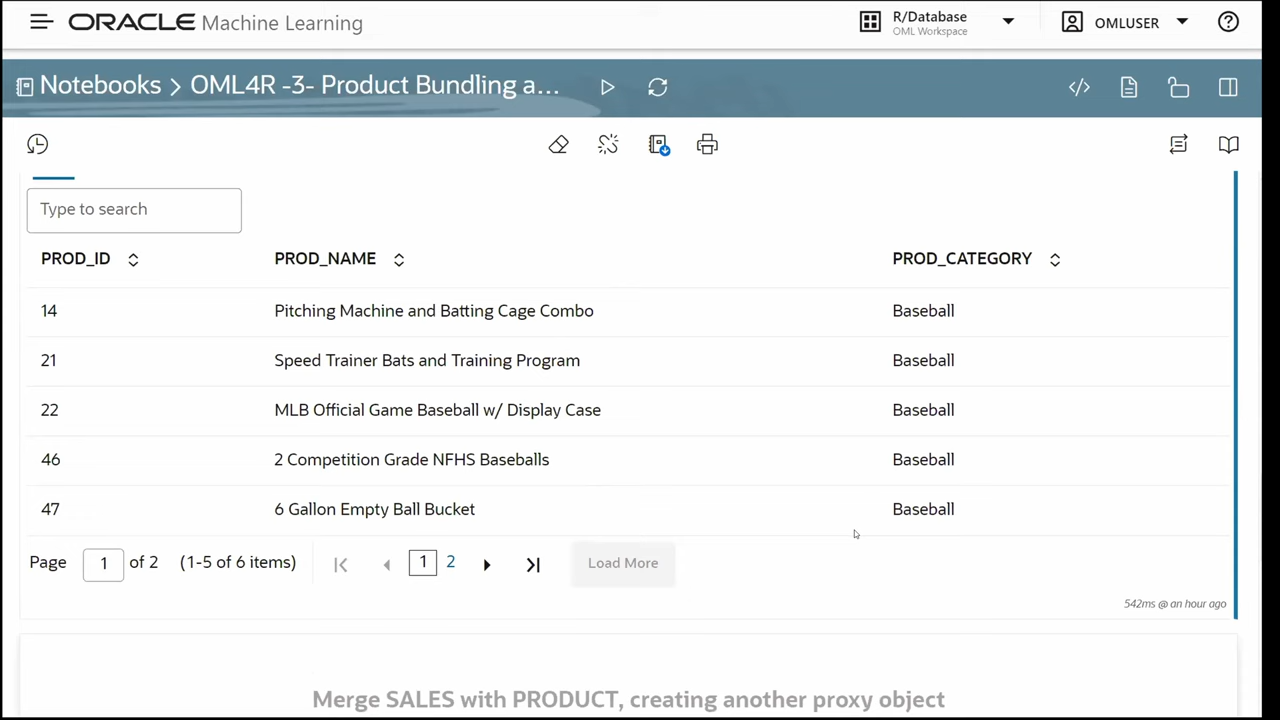 ORACLE Machine Learning
R/Database
OML Workspace
OMLUSER
Notebooks > OML4R -3- Product Bundling a...
Type to search
PROD_ID PROD_NAME PROD_CATEGORY
14 Pitching Machine and Batting Cage Combo Baseball
21 Speed Trainer Bats and Training Program Baseball
22 MLB Official Game Baseball w/ Display Case Baseball
46 2 Competition Grade NFHS Baseballs Baseball
47 6 Gallon Empty Ball Bucket Baseball
Page 1 of 2 (1-5 of 6 items) 1 2 Load More
542ms @ an hour ago
Merge SALES with PRODUCT, creating another proxy object